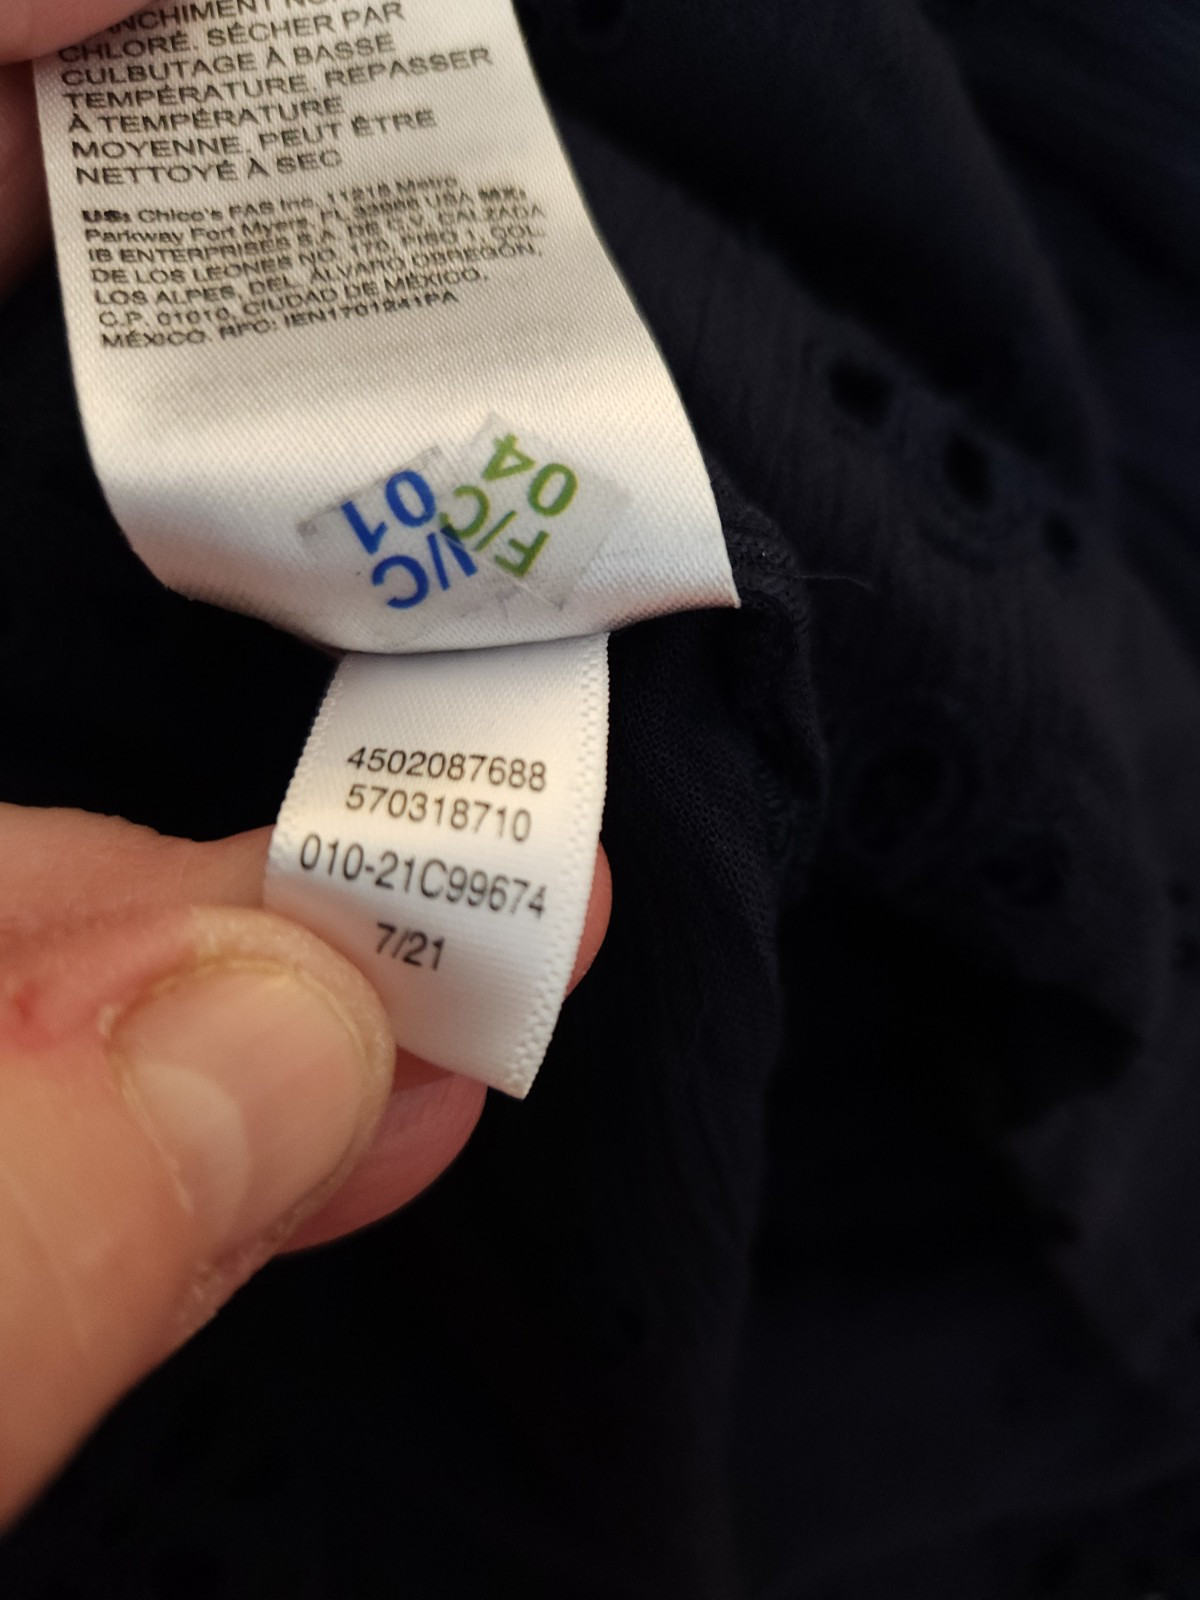 NCHIMENT NO
CHLORÉ. SÉCHER PAR
CULBUTAGE À BASSE
TEMPÉRATURE. REPASSER
À TEMPÉRATURE
MOYENNE. PEUT ÊTRE
NETTOYÉ À SEC
US: Chico's FAS Inc. 11215 Metro
Parkway Fort Myers, FL 33966 USA MX:
IB ENTERPRISES S.A. DE C.V. CALZADA
DE LOS LEONES NO. 170, PISO 1, COL.
LOS ALPES, DEL. ÁLVARO OBREGÓN,
C.P. 01010, CIUDAD DE MÉXICO,
MÉXICO. RFC: IEN1701241PA
I/C
01
F/C
04
4502087688
570318710
010-21C99674
7/21